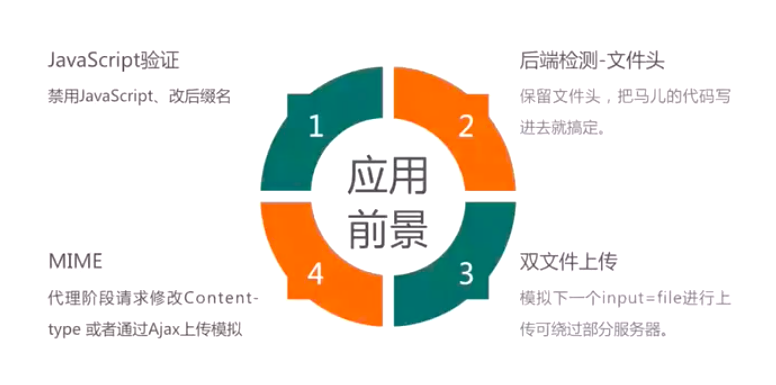 JavaScript验证
禁用JavaScript、改后缀名
1
后端检测-文件头
保留文件头，把马儿的代码写
进去就搞定。
2
应用
前景
MIME
代理阶段请求修改Content-
type 或者通过Ajax上传模拟
4
双文件上传
模拟下一个input=file进行上
传可绕过部分服务器。
3